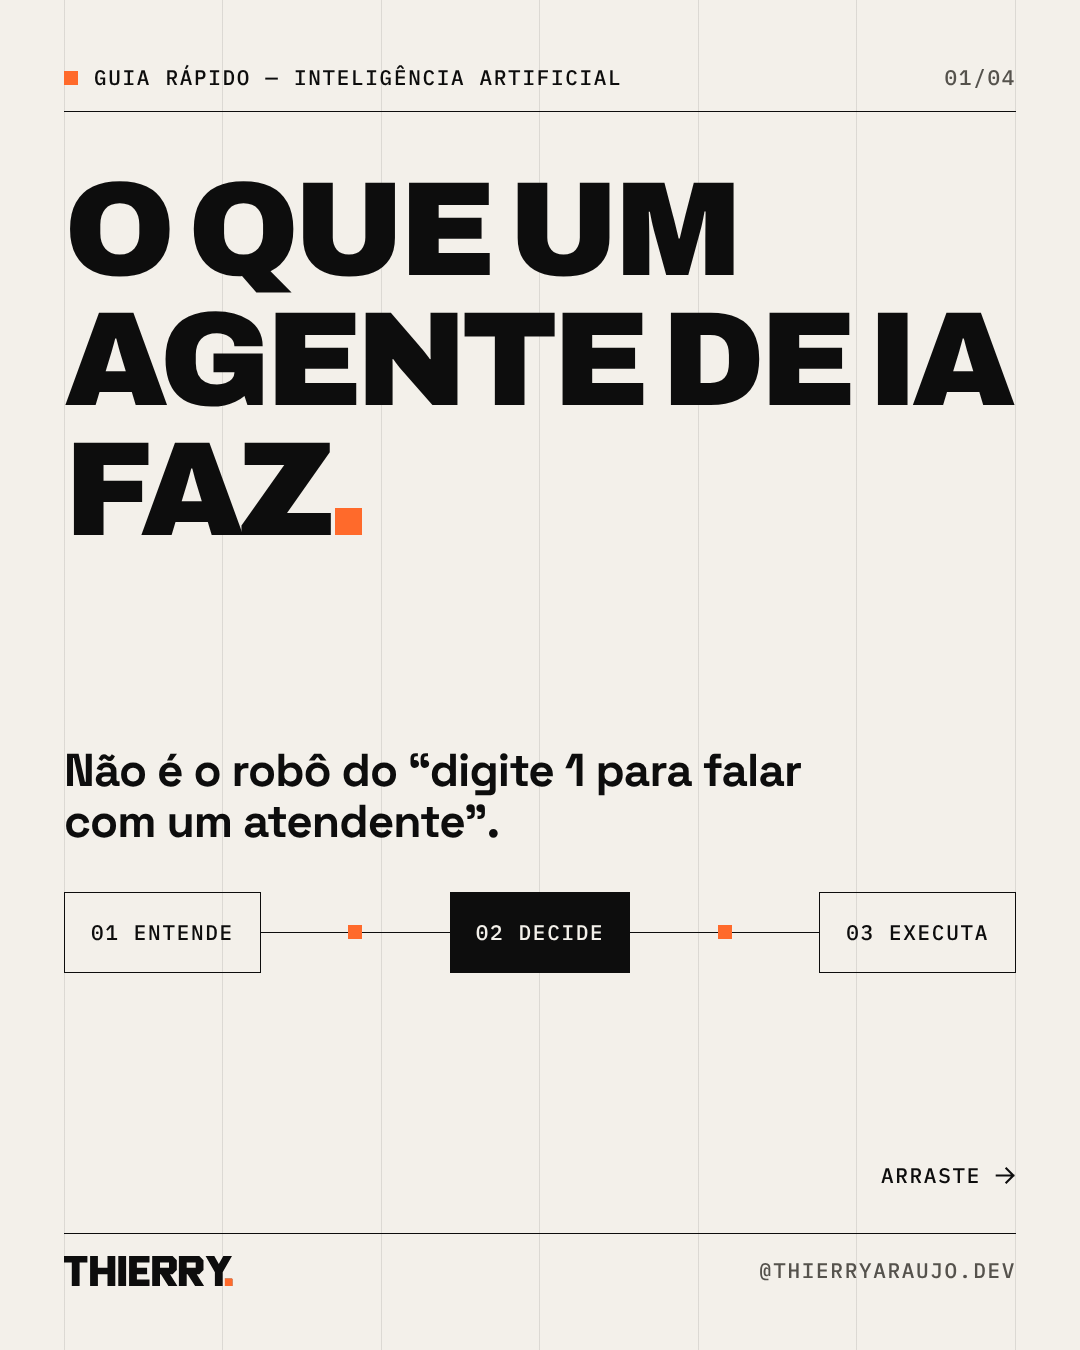 GUIA RÁPIDO — INTELIGÊNCIA ARTIFICIAL
01/04
O QUE UM
AGENTE DE IA
FAZ.
Não é o robô do “digite 1 para falar
com um atendente”.
01 ENTENDE
02 DECIDE
03 EXECUTA
ARRASTE →
THIERRY.
@THIERRYARAUJO.DEV